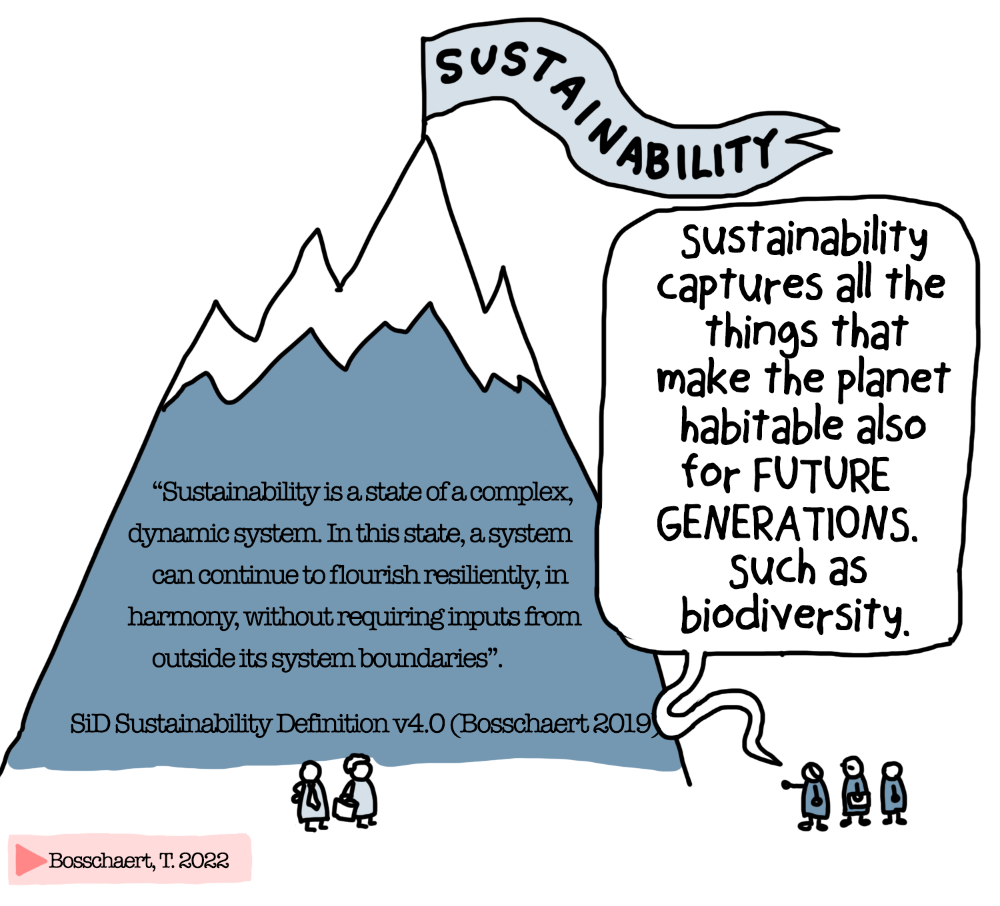 SUSTAINABILITY
Sustainability
captures all the
things that
make the planet
habitable also
for FUTURE
GENERATIONS.
Such as
biodiversity.
“Sustainability is a state of a complex,
dynamic system. In this state, a system
can continue to flourish resiliently, in
harmony, without requiring inputs from
outside its system boundaries”.
SiD Sustainability Definition v4.0 (Bosschaert 2019)
Bosschaert, T. 2022